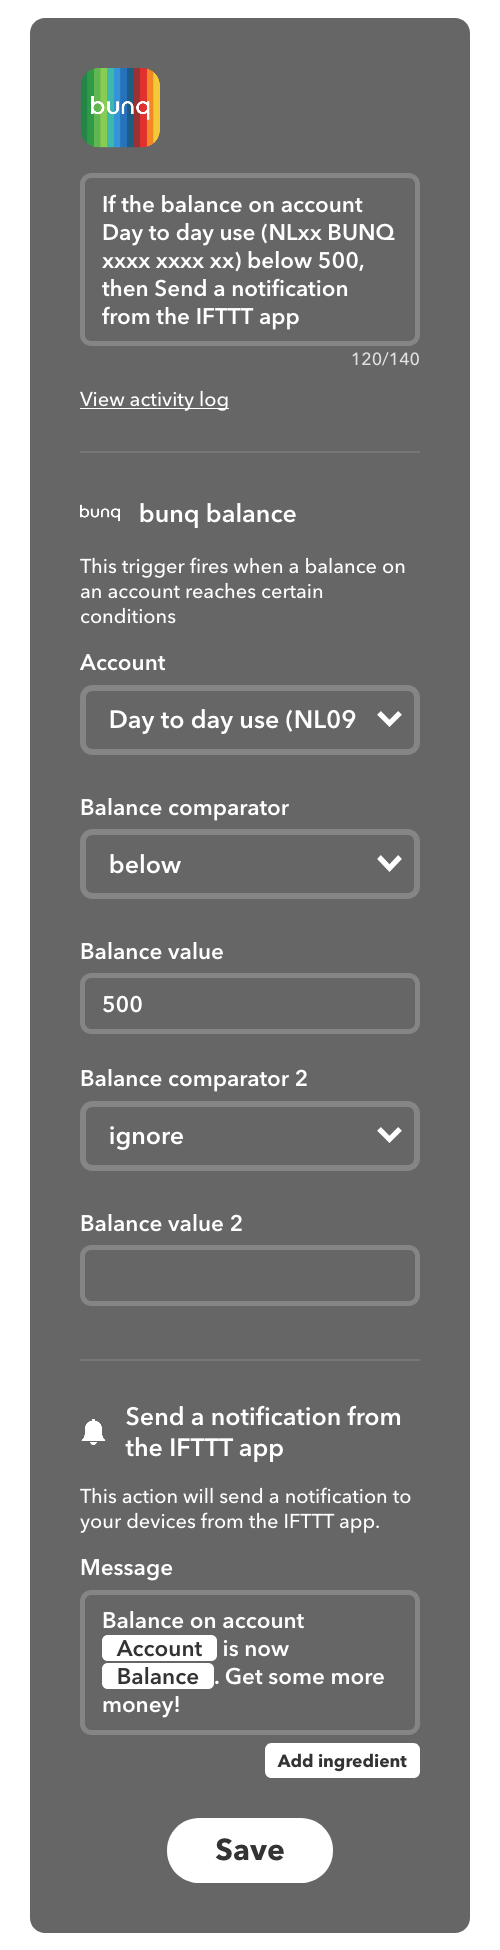 bunq
If the balance on account
Day to day use (NLxx BUNQ
xxxx xxxx xx) below 500,
then Send a notification
from the IFTTT app
120/140
View activity log
bunq bunq balance
This trigger fires when a balance on
an account reaches certain
conditions
Account
Day to day use (NL09
Balance comparator
below
Balance value
500
Balance comparator 2
ignore
Balance value 2
Send a notification from
the IFTTT app
This action will send a notification to
your devices from the IFTTT app.
Message
Balance on account
Account is now
Balance . Get some more
money!
Add ingredient
Save